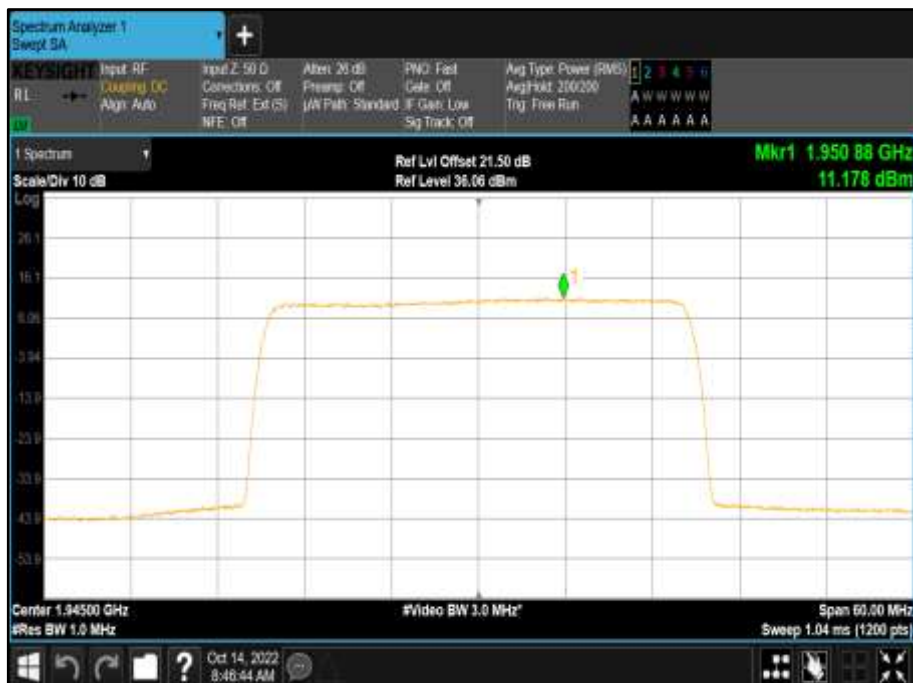 Spectrum Analyzer 1
Swept SA
+
KEYSIGHT
RL
Input: RF
Coupling: DC
Align: Auto
Input Z: 50 Ω
Corrections: Off
Freq Ref: Ext (S)
NFE: Off
Atten: 26 dB
Preamp: Off
µW Path: Standard
PNO: Fast
Gate: Off
IF Gain: Low
Sig Track: Off
Avg Type: Power (RMS)
Avg|Hold: 200/200
Trig: Free Run
1 2 3 4 5 6
A W W W W W
A A A A A A
1 Spectrum
Scale/Div 10 dB
Ref Lvl Offset 21.50 dB
Ref Level 36.06 dBm
Mkr1 1.950 88 GHz
11.178 dBm
Log
26.1
16.1
6.06
-3.94
-13.9
-23.9
-33.9
-43.9
-53.9
1
Center 1.94500 GHz
#Res BW 1.0 MHz
#Video BW 3.0 MHz*
Span 60.00 MHz
Sweep 1.04 ms (1200 pts)
?
Oct 14, 2022
8:46:44 AM